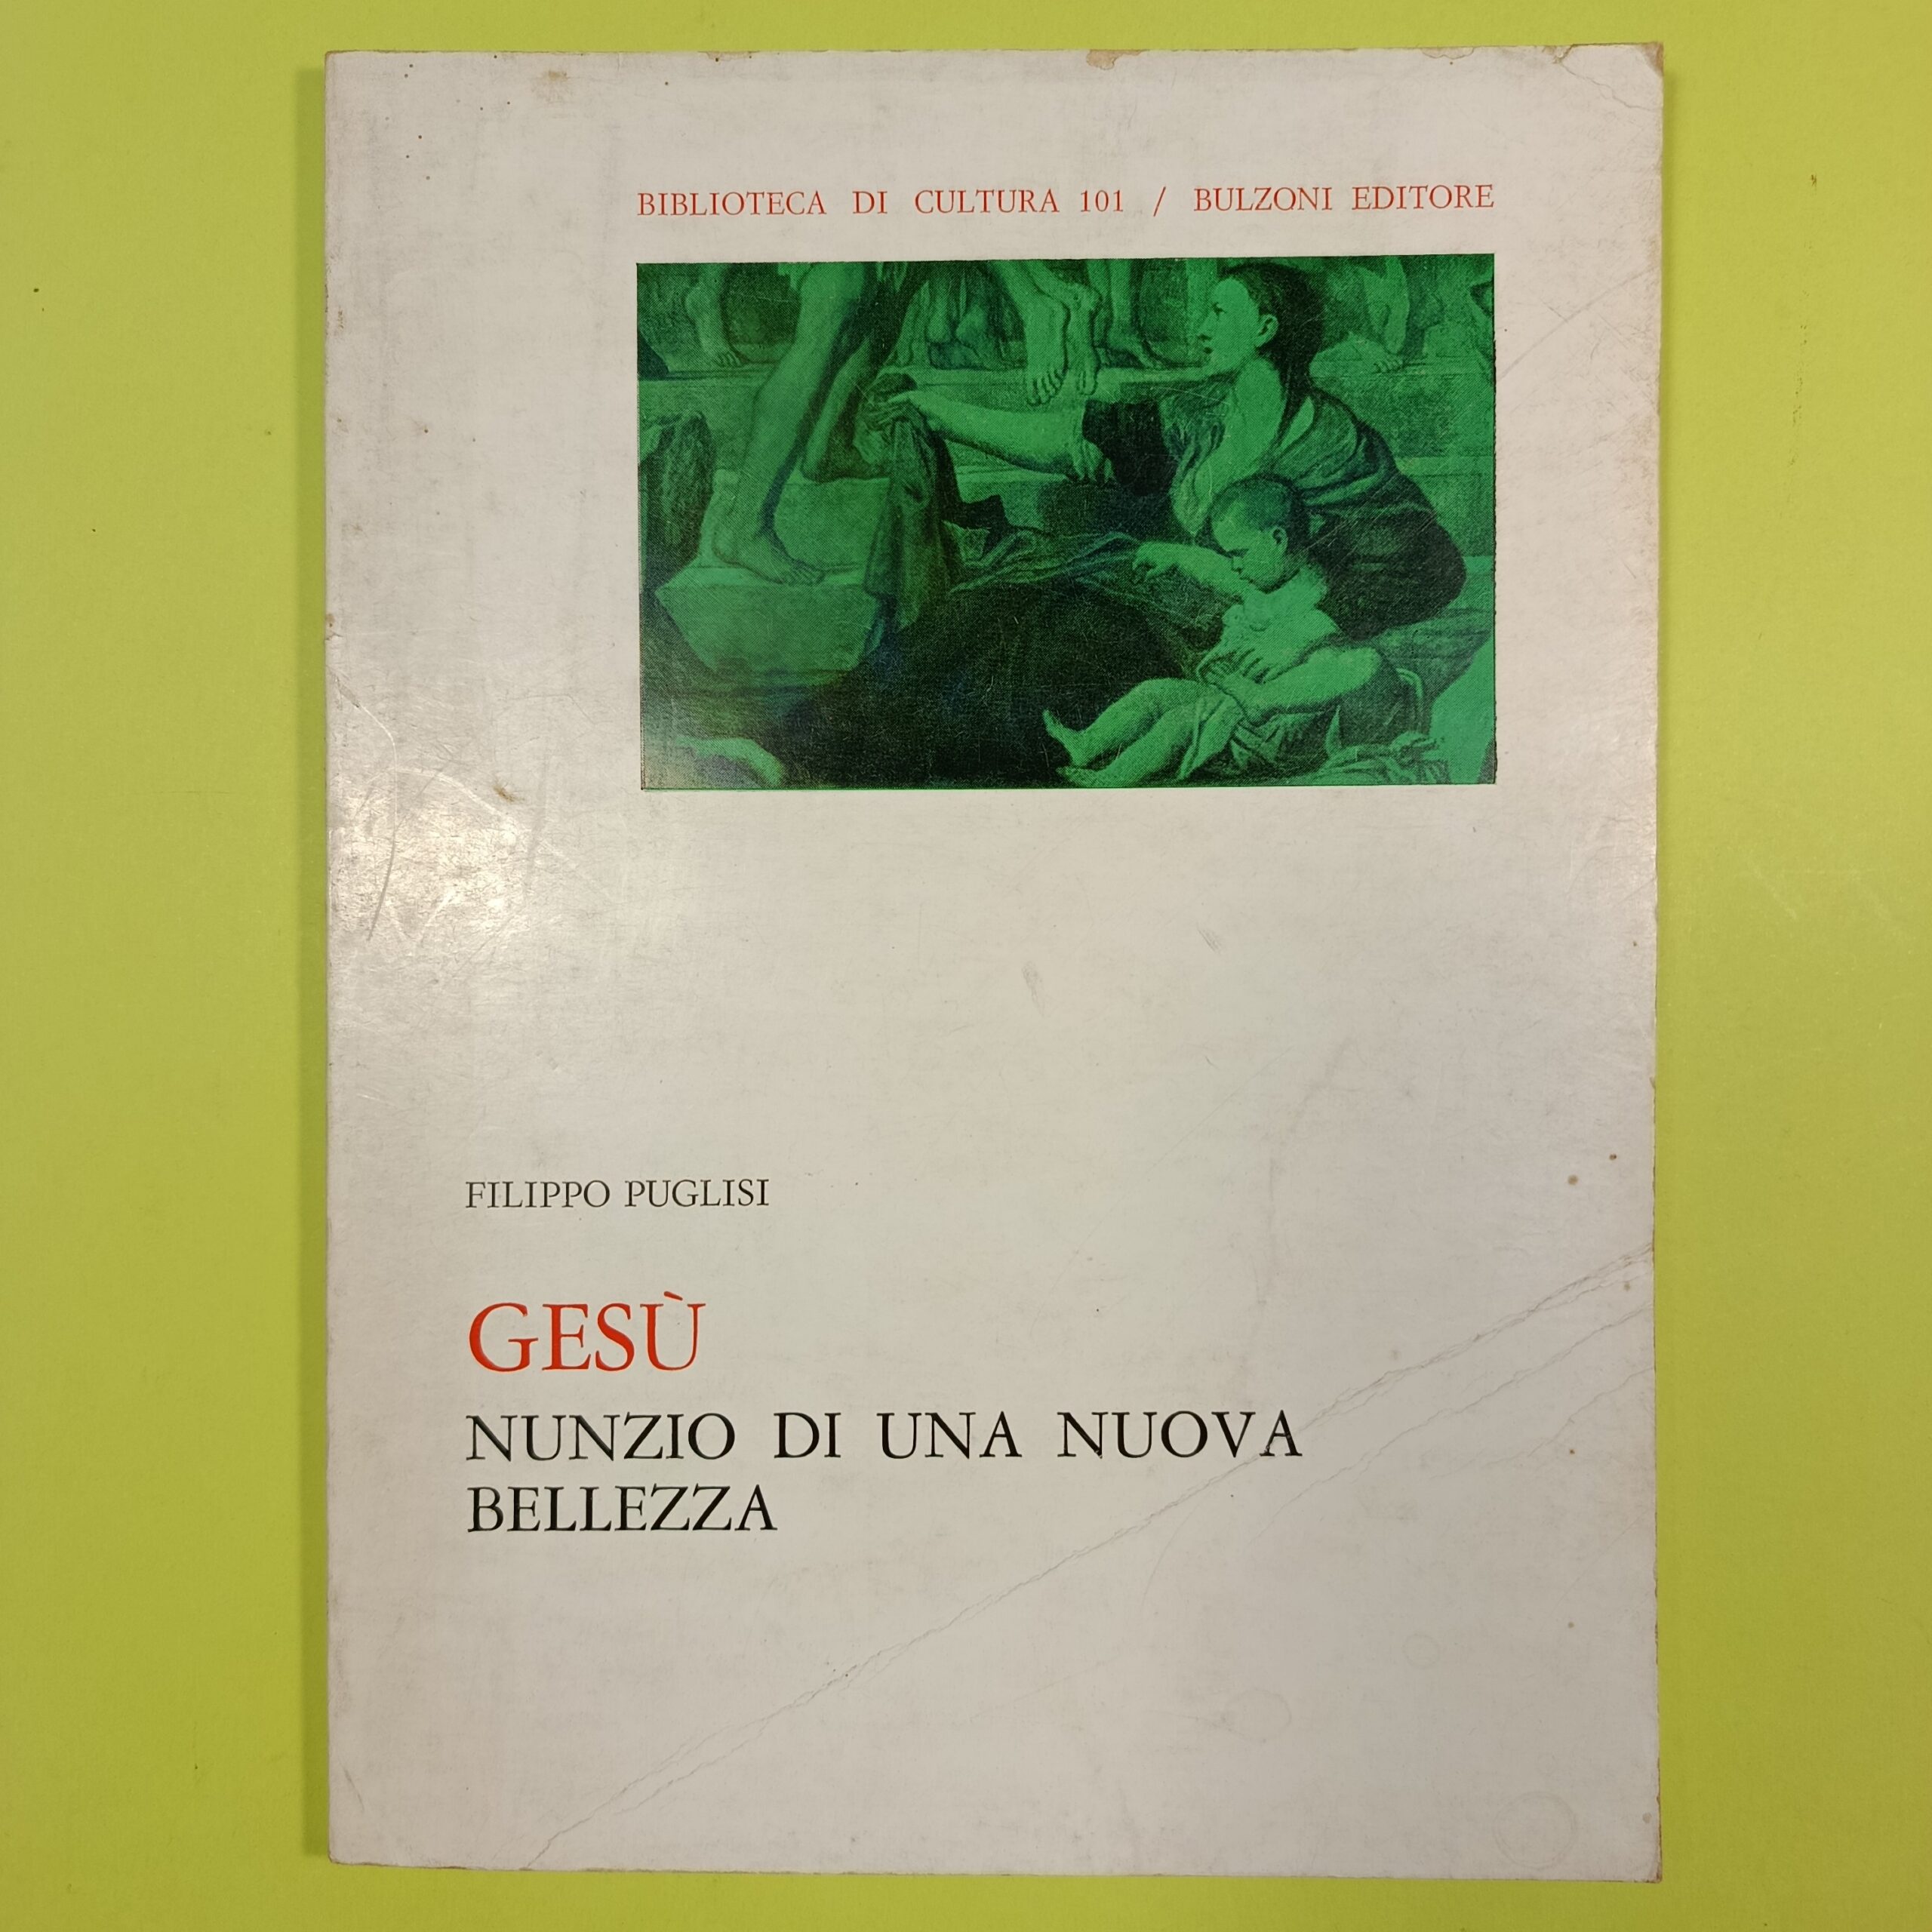 BIBLIOTECA DI CULTURA 101 / BULZONI EDITORE
FILIPPO PUGLISI
GESÙ
NUNZIO DI UNA NUOVA
BELLEZZA